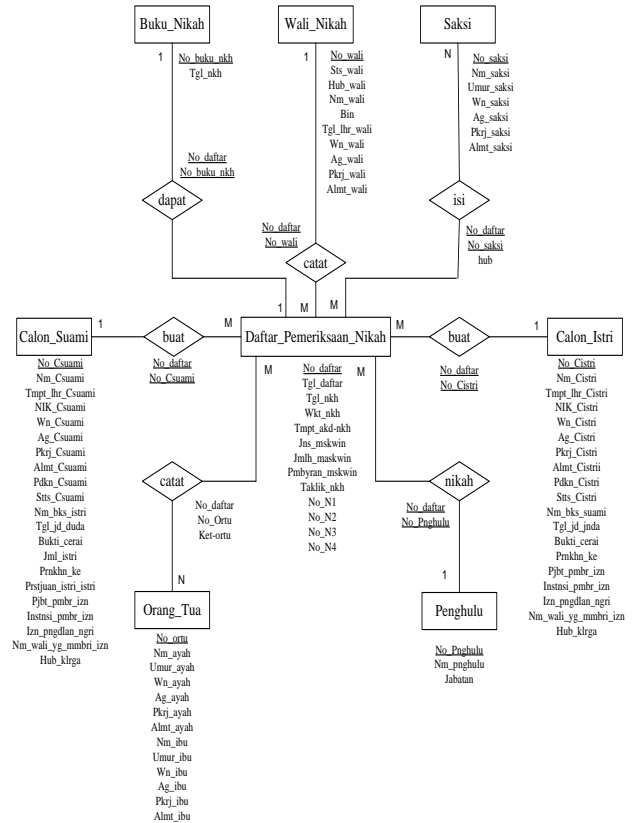 Buku_Nikah
1
No_buku_nkh
Tgl_nkh
No_daftar
No_buku_nkh
dapat
Wali_Nikah
1
No_wali
Sts_wali
Hub_wali
Nm_wali
Bin
Tgl_lhr_wali
Wn_wali
Ag_wali
Pkrj_wali
Almt_wali
No_daftar
No_wali
catat
Saksi
N
No_saksi
Nm_saksi
Umur_saksi
Wn_saksi
Ag_saksi
Pkrj_saksi
Almt_saksi
isi
No_daftar
No_saksi
hub
1
M
M
Calon_Suami
1
buat
M
No_daftar
No_Csuami
No_Csuami
Nm_Csuami
Tmpt_lhr_Csuami
NIK_Csuami
Wn_Csuami
Ag_Csuami
Pkrj_Csuami
Almt_Csuami
Pdkn_Csuami
Stts_Csuami
Nm_bks_istri
Tgl_jd_duda
Bukti_cerai
Jml_istri
Prnkhn_ke
Prstjuan_istri_istri
Pjbt_pmbr_izn
Instnsi_pmbr_izn
Izn_pngdlan_ngri
Nm_wali_yg_mmbri_izn
Hub_klrga
Daftar_Pemeriksaan_Nikah
M
M
No_daftar
Tgl_daftar
Tgl_nkh
Wkt_nkh
Tmpt_akd-nkh
Jns_mskwin
Jmlh_maskwin
Pmbyran_mskwin
Taklik_nkh
No_N1
No_N2
No_N3
No_N4
M
buat
1
No_daftar
No_Cistri
Calon_Istri
No_Cistri
Nm_Cistri
Tmpt_lhr_Cistri
NIK_Cistri
Wn_Cistri
Ag_Cistri
Pkrj_Cistri
Almt_Cistrii
Pdkn_Cistri
Stts_Cistri
Nm_bks_suami
Tgl_jd_jnda
Bukti_cerai
Prnkhn_ke
Pjbt_pmbr_izn
Instnsi_pmbr_izn
Izn_pngdlan_ngri
Nm_wali_yg_mmbri_izn
Hub_klrga
catat
No_daftar
No_Ortu
Ket-ortu
N
Orang_Tua
No_ortu
Nm_ayah
Umur_ayah
Wn_ayah
Ag_ayah
Pkrj_ayah
Almt_ayah
Nm_ibu
Umur_ibu
Wn_ibu
Ag_ibu
Pkrj_ibu
Almt_ibu
nikah
No_daftar
No_Pnghulu
1
Penghulu
No_Pnghulu
Nm_pnghulu
Jabatan